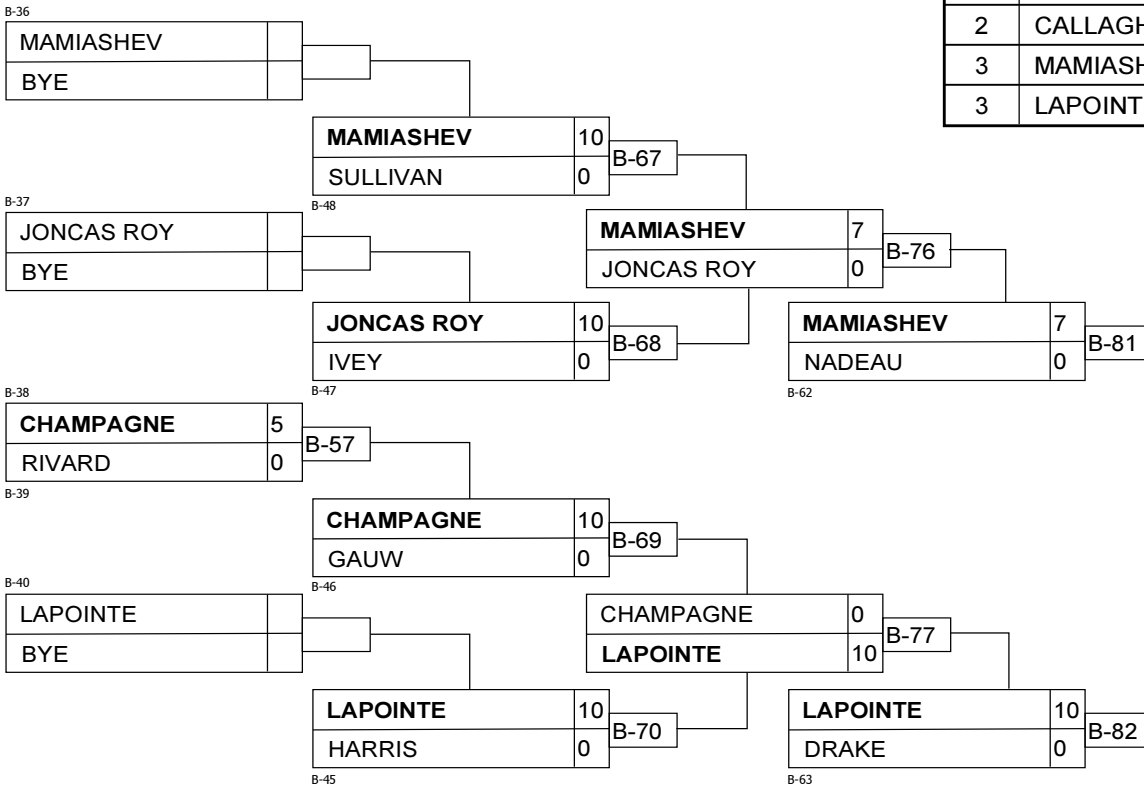 B-36
MAMIASHEV
BYE
2
3 MAMIASH
3 LAPOINT
MAMIASHEV 10
B-67
SULLIVAN 0
B-48
B-37
JONCAS ROY
BYE
MAMIASHEV 7
B-76
JONCAS ROY 0
JONCAS ROY 10
B-68
IVEY 0
B-47
MAMIASHEV 7
B-81
NADEAU 0
B-62
B-38
CHAMPAGNE 5
B-57
RIVARD 0
B-39
CHAMPAGNE 10
B-69
GAUW 0
B-46
B-40
LAPOINTE
BYE
CHAMPAGNE 0
B-77
LAPOINTE 10
LAPOINTE 10
B-70
HARRIS 0
B-45
LAPOINTE 10
B-82
DRAKE 0
B-63